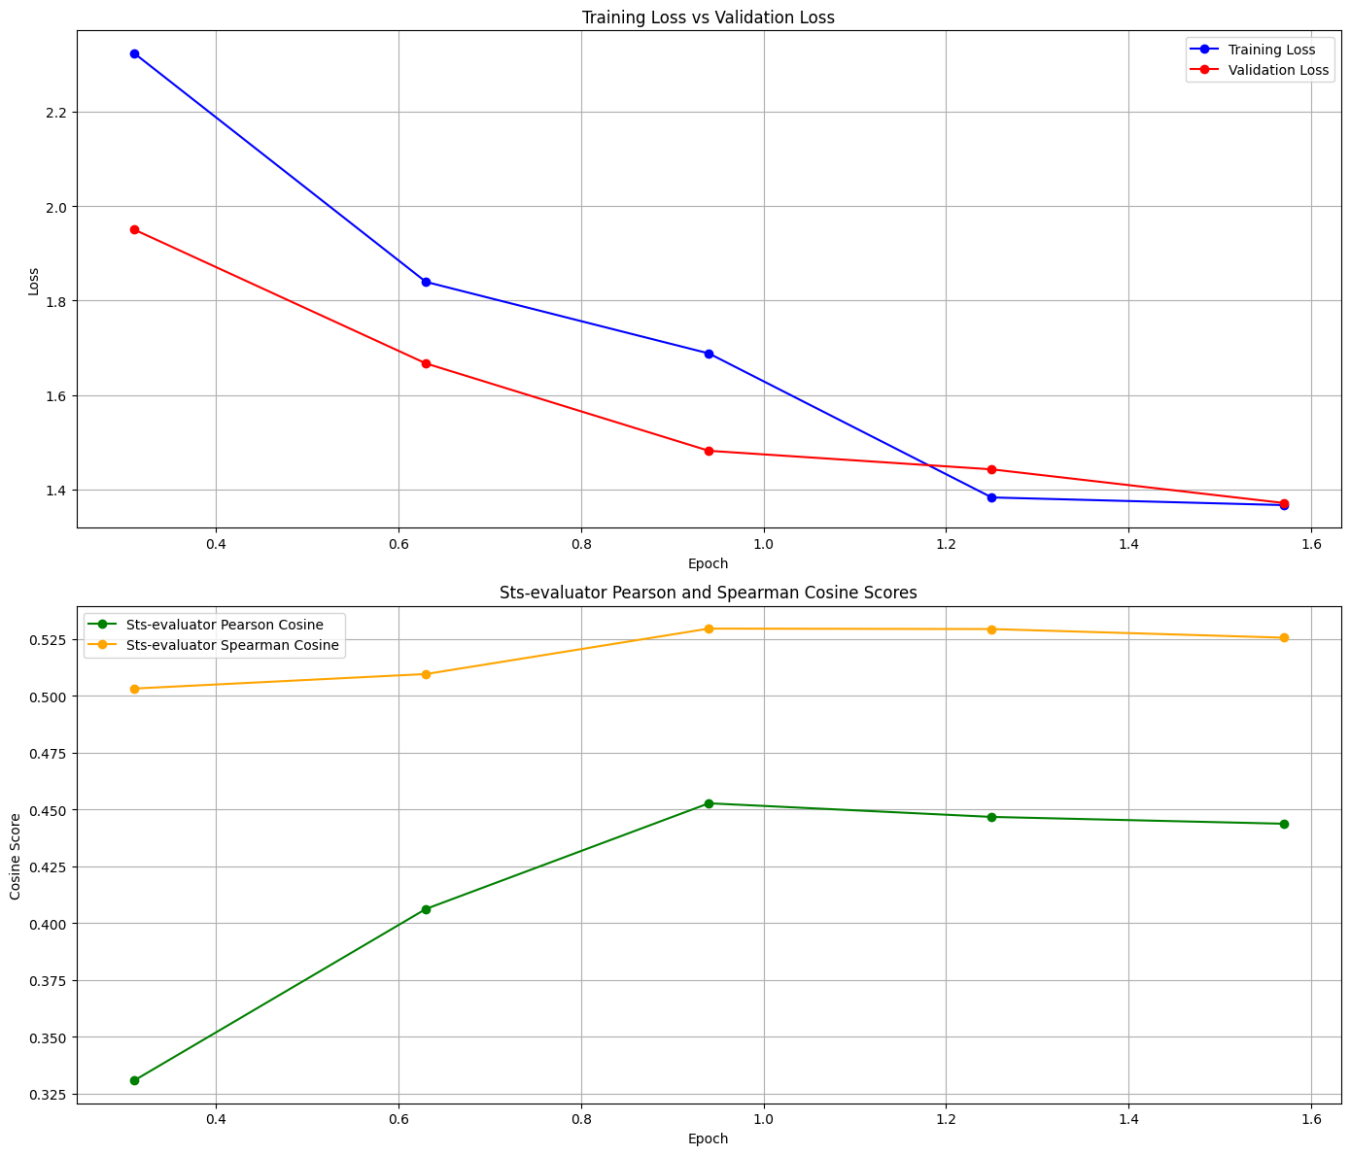 Training Loss vs Validation Loss
Training Loss
Validation Loss
2.2
2.0
1.8
1.6
1.4
Loss
0.4 0.6 0.8 1.0 1.2 1.4 1.6
Epoch
Sts-evaluator Pearson and Spearman Cosine Scores
Sts-evaluator Pearson Cosine
Sts-evaluator Spearman Cosine
0.525
0.500
0.475
0.450
0.425
0.400
0.375
0.350
0.325
Cosine Score
0.4 0.6 0.8 1.0 1.2 1.4 1.6
Epoch